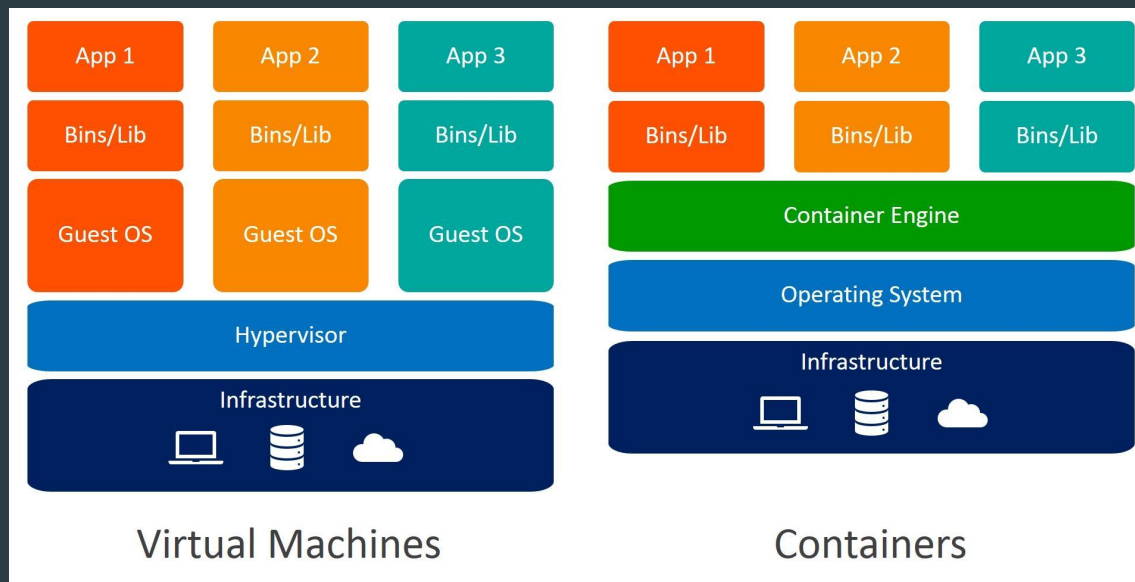 App 1
App 2
App 3
Bins/Lib
Bins/Lib
Bins/Lib
Guest OS
Guest OS
Guest OS
Hypervisor
Infrastructure
Virtual Machines
App 1
App 2
App 3
Bins/Lib
Bins/Lib
Bins/Lib
Container Engine
Operating System
Infrastructure
Containers